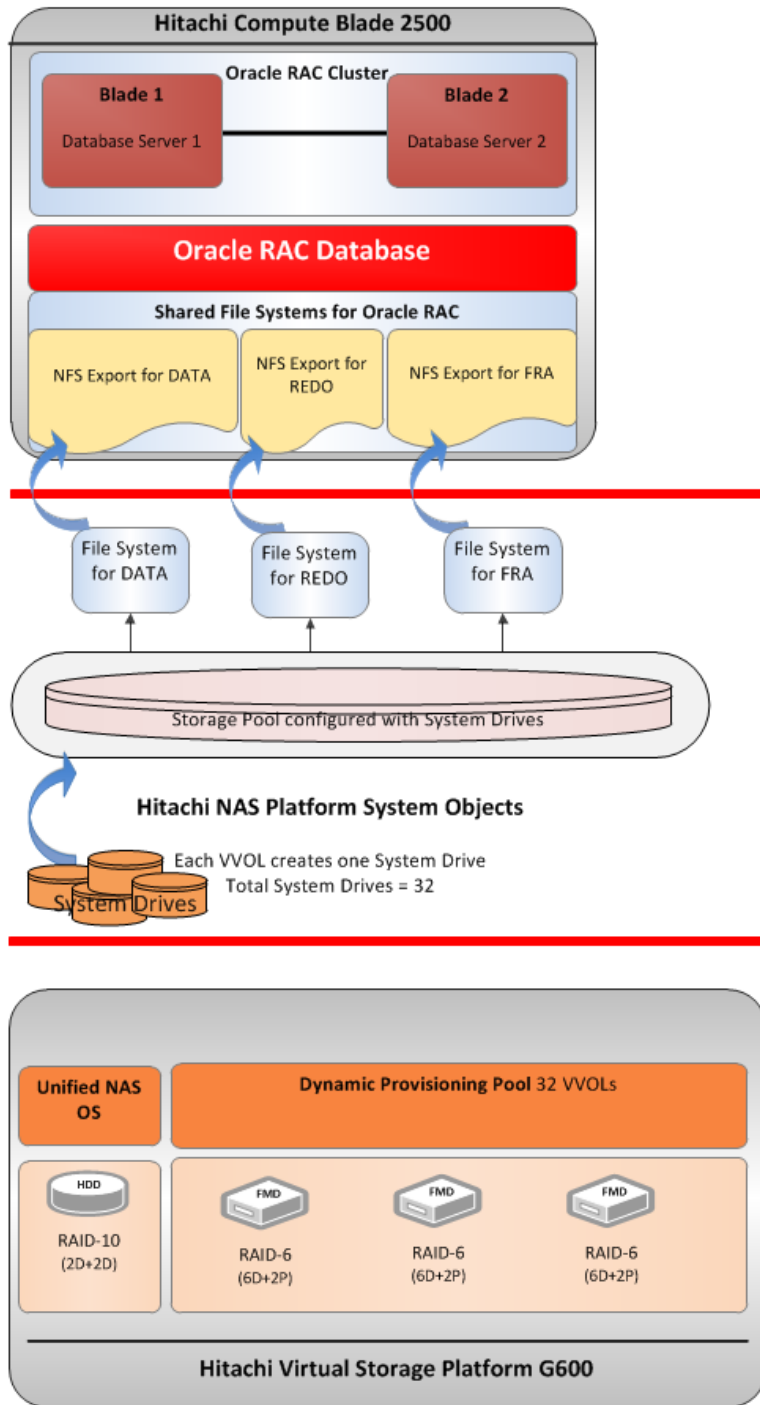 Hitachi Compute Blade 2500
Oracle RAC Cluster
Blade 1
Database Server 1
Blade 2
Database Server 2
Oracle RAC Database
Shared File Systems for Oracle RAC
NFS Export for DATA
NFS Export for
REDO
NFS Export for FRA
File System
for DATA
File System
for REDO
File System
for FRA
Storage Pool configured with System Drives
Hitachi NAS Platform System Objects
Each VVOL creates one System Drive
Total System Drives = 32
System Drives
Unified NAS
OS
Dynamic Provisioning Pool 32 VVOLs
HDD
RAID-10
(2D+2D)
FMD
RAID-6
(6D+2P)
FMD
RAID-6
(6D+2P)
FMD
RAID-6
(6D+2P)
Hitachi Virtual Storage Platform G600